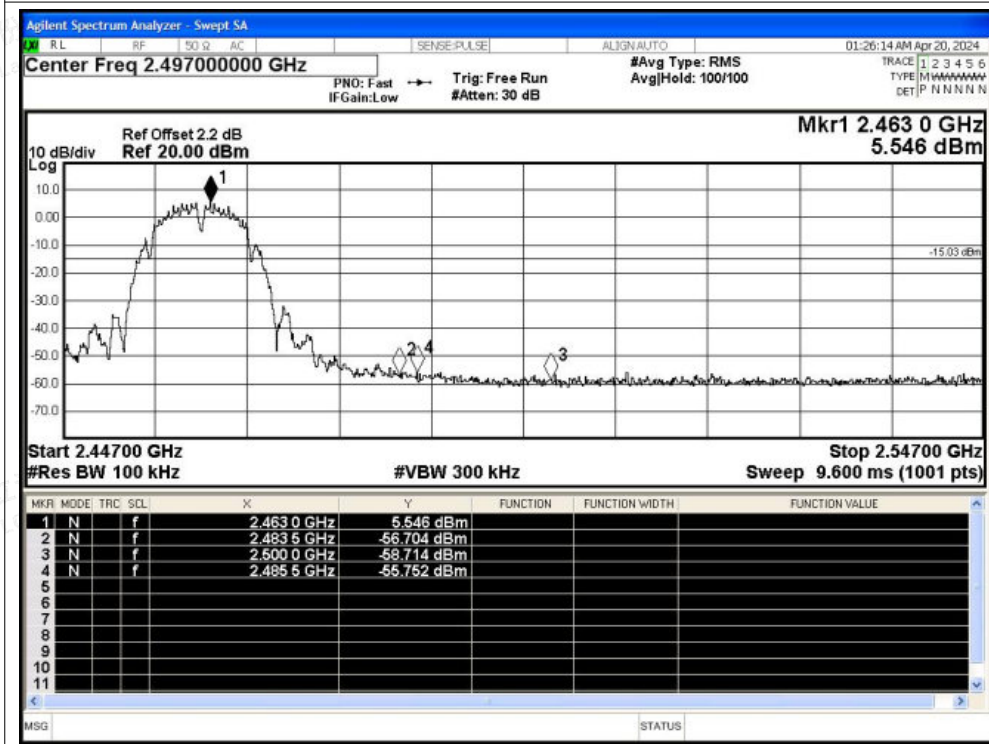 Agilent Spectrum Analyzer - Swept SA
LXI RL RF 50 Ω AC SENSE:PULSE ALIGN AUTO 01:26:14 AM Apr 20, 2024
Center Freq 2.497000000 GHz #Avg Type: RMS TRACE 1 2 3 4 5 6
PNO: Fast Trig: Free Run Avg|Hold: 100/100 TYPE M WWWWW
IFGain:Low #Atten: 30 dB DET P N N N N N
Mkr1 2.463 0 GHz
5.546 dBm
Ref Offset 2.2 dB
10 dB/div Ref 20.00 dBm
Log
10.0
0.00
-10.0
-20.0
-30.0
-40.0
-50.0
-60.0
-70.0
1
-15.03 dBm
2 4 3
Start 2.44700 GHz Stop 2.54700 GHz
#Res BW 100 kHz #VBW 300 kHz Sweep 9.600 ms (1001 pts)
MKR MODE TRC SCL X Y FUNCTION FUNCTION WIDTH FUNCTION VALUE
1 N f 2.463 0 GHz 5.546 dBm
2 N f 2.483 5 GHz -56.704 dBm
3 N f 2.500 0 GHz -58.714 dBm
4 N f 2.485 5 GHz -55.752 dBm
5
6
7
8
9
10
11
MSG STATUS